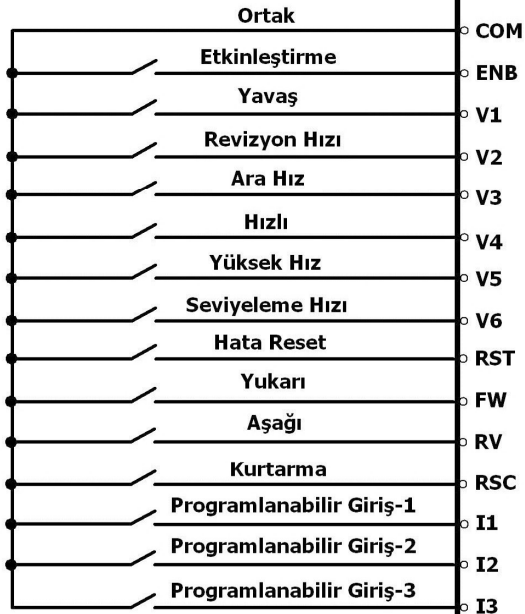 Ortak COM
Etkinleştirme ENB
Yavaş V1
Revizyon Hızı V2
Ara Hız V3
Hızlı V4
Yüksek Hız V5
Seviyeleme Hızı V6
Hata Reset RST
Yukarı FW
Aşağı RV
Kurtarma RSC
Programlanabilir Giriş-1 I1
Programlanabilir Giriş-2 I2
Programlanabilir Giriş-3 I3